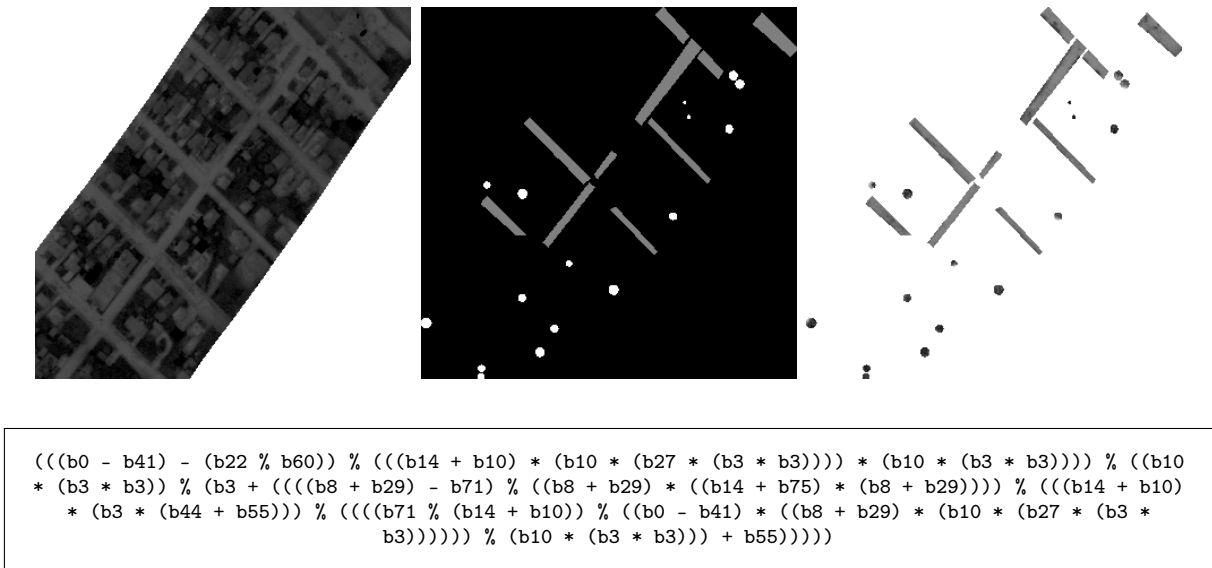 (((b0 - b41) - (b22 % b60)) % (((b14 + b10) * (b10 * (b27 * (b3 * b3)))) * (b10 * (b3 * b3)))) % ((b10
* (b3 * b3)) % (b3 + ((((b8 + b29) - b71) % ((b8 + b29) * ((b14 + b75) * (b8 + b29)))) % (((b14 + b10)
* (b3 * (b44 + b55))) % ((((b71 % (b14 + b10)) % ((b0 - b41) * ((b8 + b29) * (b10 * (b27 * (b3 *
b3)))))) % (b10 * (b3 * b3))) + b55)))))